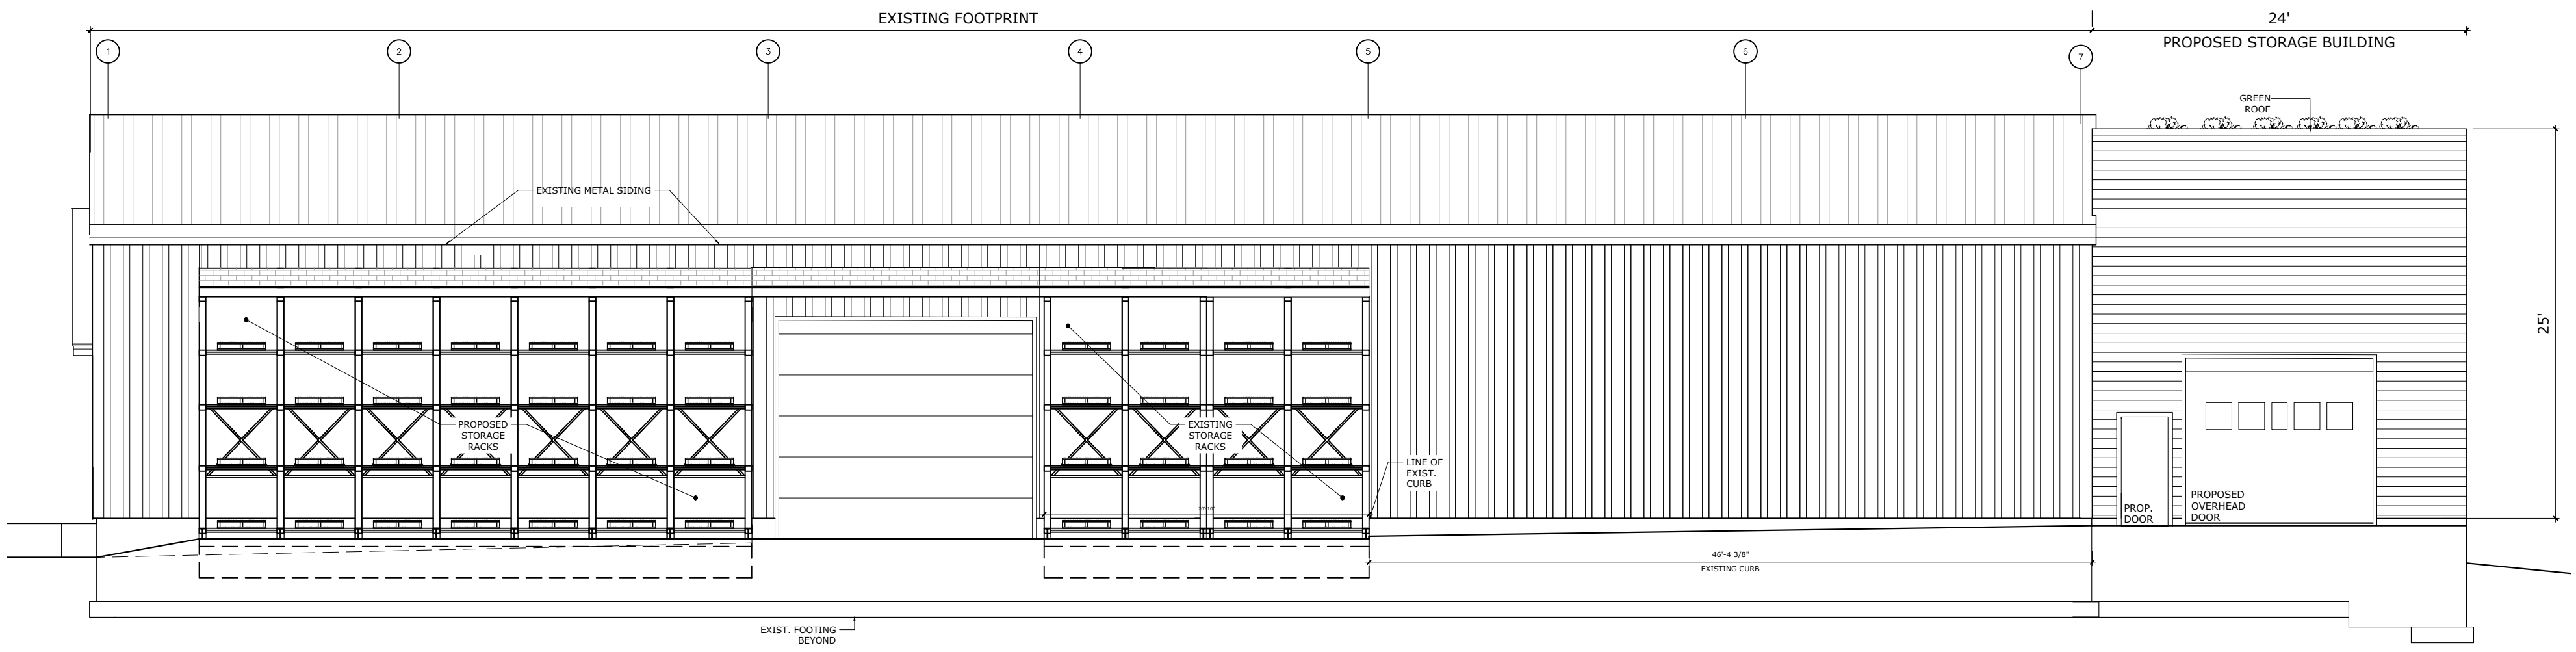 EXISTING FOOTPRINT
24'
PROPOSED STORAGE BUILDING
1
2
3
4
5
6
7
GREEN
ROOF
EXISTING METAL SIDING
25'
PROPOSED
STORAGE
RACKS
EXISTING
STORAGE
RACKS
LINE OF
EXIST.
CURB
PROP.
DOOR
PROPOSED
OVERHEAD
DOOR
46'-4 3/8"
EXISTING CURB
EXIST. FOOTING
BEYOND